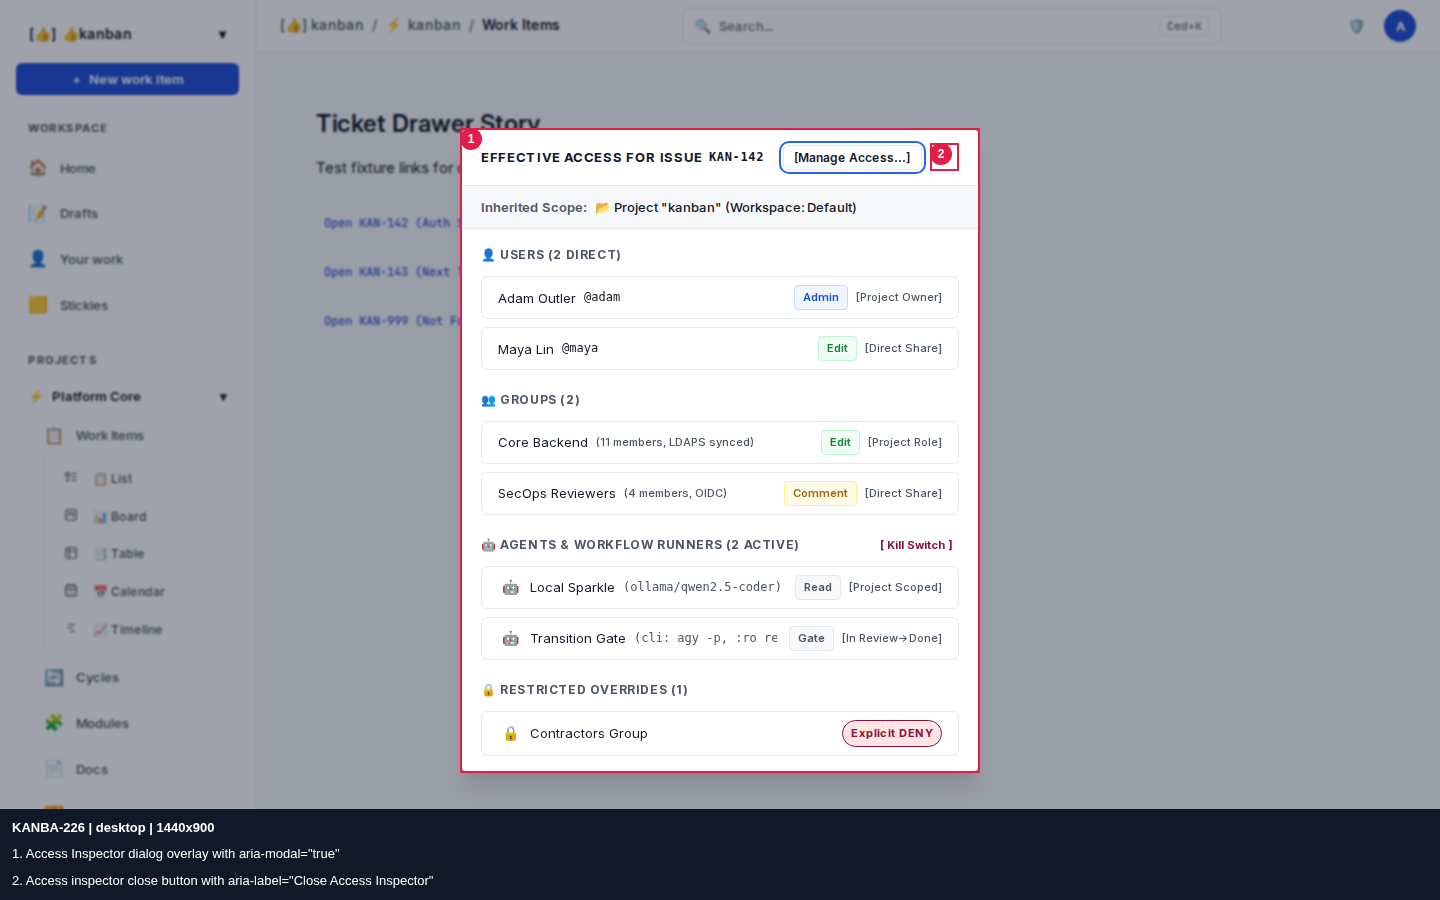 [👍] 👍kanban ▼
[👍] kanban / ⚡ kanban / Work Items
🔍 Search... Cmd+K
A
+ New work item
WORKSPACE
Home
Drafts
Your work
Stickies
PROJECTS
⚡ Platform Core ▼
Work Items
List
Board
Table
Calendar
Timeline
Cycles
Modules
Docs
Ticket Drawer Story
Test fixture links for
Open KAN-142 (Auth
Open KAN-143 (Next
Open KAN-999 (Not
1
EFFECTIVE ACCESS FOR ISSUE KAN-142 [Manage Access...] 2
Inherited Scope: 📂 Project "kanban" (Workspace: Default)
👤 USERS (2 DIRECT)
Adam Outler @adam Admin [Project Owner]
Maya Lin @maya Edit [Direct Share]
👥 GROUPS (2)
Core Backend (11 members, LDAPS synced) Edit [Project Role]
SecOps Reviewers (4 members, OIDC) Comment [Direct Share]
🤖 AGENTS & WORKFLOW RUNNERS (2 ACTIVE) [ Kill Switch ]
🤖 Local Sparkle (ollama/qwen2.5-coder) Read [Project Scoped]
🤖 Transition Gate (cli: agy -p, :ro re Gate [In Review→Done]
🔒 RESTRICTED OVERRIDES (1)
🔒 Contractors Group Explicit DENY
KANBA-226 | desktop | 1440x900
1. Access Inspector dialog overlay with aria-modal="true"
2. Access inspector close button with aria-label="Close Access Inspector"